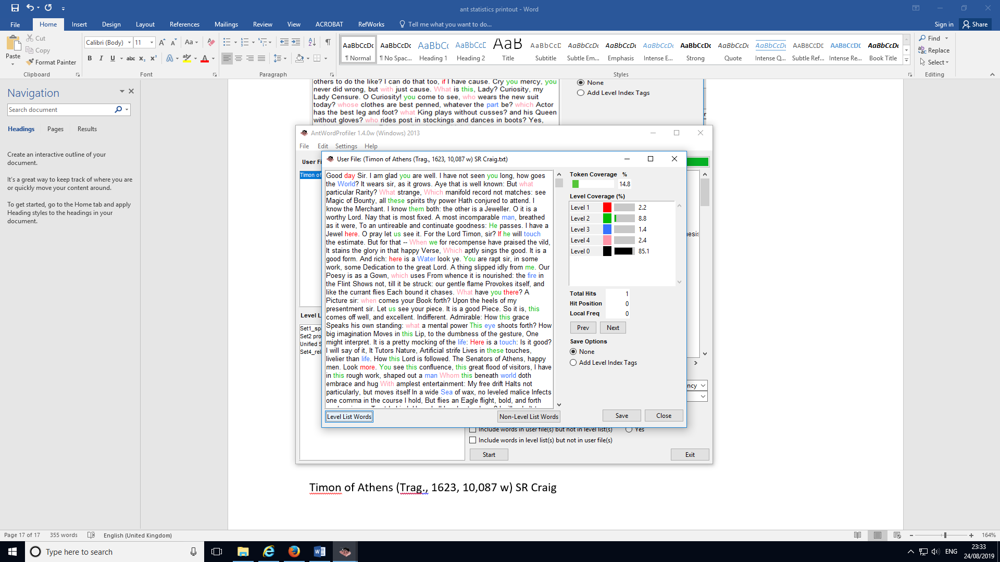 ant statistics printout - Word
File Home Insert Design Layout References Mailings Review View ACROBAT RefWorks Tell me what you want to do... Sign in Share
Paste Cut Copy Format Painter
Calibri (Body) 11
AaBbCcDc ¶ Normal
AaBbCcDc ¶ No Spac...
AaBbCc Heading 1
AaBbCcD Heading 2
AaB Title
AaBbCcD Subtitle
AaBbCcDc Subtle Em...
AaBbCcDc Emphasis
AaBbCcDc Intense E...
AaBbCcDc Strong
AaBbCcDc Quote
AaBbCcDc Intense Q...
AABBCCDE Subtle Ref...
AABBCCDE Intense Re...
AaBbCcDc Book Title
Find
Replace
Select
Clipboard Font Paragraph Styles Editing
Navigation
Search document
Headings Pages Results
Create an interactive outline of your
document.
It's a great way to keep track of where you are
or quickly move your content around.
To get started, go to the Home tab and apply
Heading styles to the headings in your
document.
others to do the like? I can do that too, if I have cause. Cry you mercy, you
never did wrong, but with just cause. What is this, Lady? Curiosity, my
Lady Censure. O Curiosity! you come to see, who wears the new suit
today? whose clothes are best penned, whatever the part be? which Actor
has the best leg and foot? what King plays without cusses? and his Queen
without gloves? who rides post in stockings and dances in boots? Yes,
None
Add Level Index Tags
AntWordProfiler 1.4.0w (Windows) 2013
File Edit Settings Help
User Fi
Timon of
Level L
Set1_sp
Set2 pro
Unified S
Set4_rel
User File: (Timon of Athens (Trag., 1623, 10,087 w) SR Craig.txt)
Good day Sir. I am glad you are well. I have not seen you long, how goes
the World? It wears sir, as it grows. Aye that is well known: But what
particular Rarity? What strange, Which manifold record not matches: see
Magic of Bounty, all these spirits thy power Hath conjured to attend. I
know the Merchant. I know them both: the other is a Jeweller. O it is a
worthy Lord. Nay that is most fixed. A most incomparable man, breathed
as it were, To an untireable and continuate goodness: He passes. I have a
Jewel here. O pray let us see it. For the Lord Timon, sir? If he will touch
the estimate. But for that -- When we for recompense have praised the vild,
It stains the glory in that happy Verse, Which aptly sings the good. It is a
good form. And rich: here is a Water look ye. You are rapt sir, in some
work, some Dedication to the great Lord. A thing slipped idly from me. Our
Poesy is as a Gown, which uses From whence it is nourished: the fire in
the Flint Shows not, till it be struck: our gentle flame Provokes itself, and
like the currant flies Each bound it chases. What have you there? A
Picture sir: when comes your Book forth? Upon the heels of my
presentment sir. Let us see your piece. It is a good Piece. So it is, this
comes off well, and excellent. Indifferent. Admirable: How this grace
Speaks his own standing: what a mental power This eye shoots forth? How
big imagination Moves in this Lip, to the dumbness of the gesture, One
might interpret. It is a pretty mocking of the life: Here is a touch: Is it good?
I will say of it, It Tutors Nature, Artificial strife Lives in these touches,
livelier than life. How this Lord is followed. The Senators of Athens, happy
men. Look more. You see this confluence, this great flood of visitors, I have
in this rough work, shaped out a man Whom this beneath world doth
embrace and hug With amplest entertainment: My free drift Halts not
particularly, but moves itself In a wide Sea of wax, no leveled malice Infects
one comma in the course I hold, But flies an Eagle flight, bold, and forth
Level List Words Non-Level List Words
Token Coverage %
14.8
Level Coverage (%)
Level 1 2.2
Level 2 8.8
Level 3 1.4
Level 4 2.4
Level 0 85.1
Total Hits 1
Hit Position 0
Local Freq 0
Prev Next
Save Options
None
Add Level Index Tags
Save Close
nesis
ncy
Include words in user file(s) but not in level list(s) Yes
Include words in level list(s) but not in user file(s)
Start Exit
Timon of Athens (Trag., 1623, 10,087 w) SR Craig
Page 17 of 17 355 words English (United Kingdom) 164%
Type here to search
ENG
23:33
24/08/2019